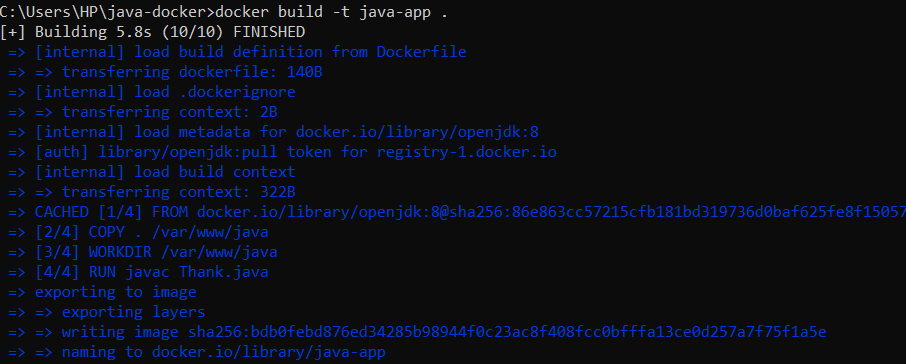 C:\Users\HP\java-docker>docker build -t java-app .
[+] Building 5.8s (10/10) FINISHED
=> [internal] load build definition from Dockerfile
=> => transferring dockerfile: 140B
=> [internal] load .dockerignore
=> => transferring context: 2B
=> [internal] load metadata for docker.io/library/openjdk:8
=> [auth] library/openjdk:pull token for registry-1.docker.io
=> [internal] load build context
=> => transferring context: 322B
=> CACHED [1/4] FROM docker.io/library/openjdk:8@sha256:86e863cc57215cfb181bd319736d0baf625fe8f15057
=> [2/4] COPY . /var/www/java
=> [3/4] WORKDIR /var/www/java
=> [4/4] RUN javac Thank.java
=> exporting to image
=> => exporting layers
=> => writing image sha256:bdb0febd876ed34285b98944f0c23ac8f408fcc0bfffa13ce0d257a7f75f1a5e
=> => naming to docker.io/library/java-app